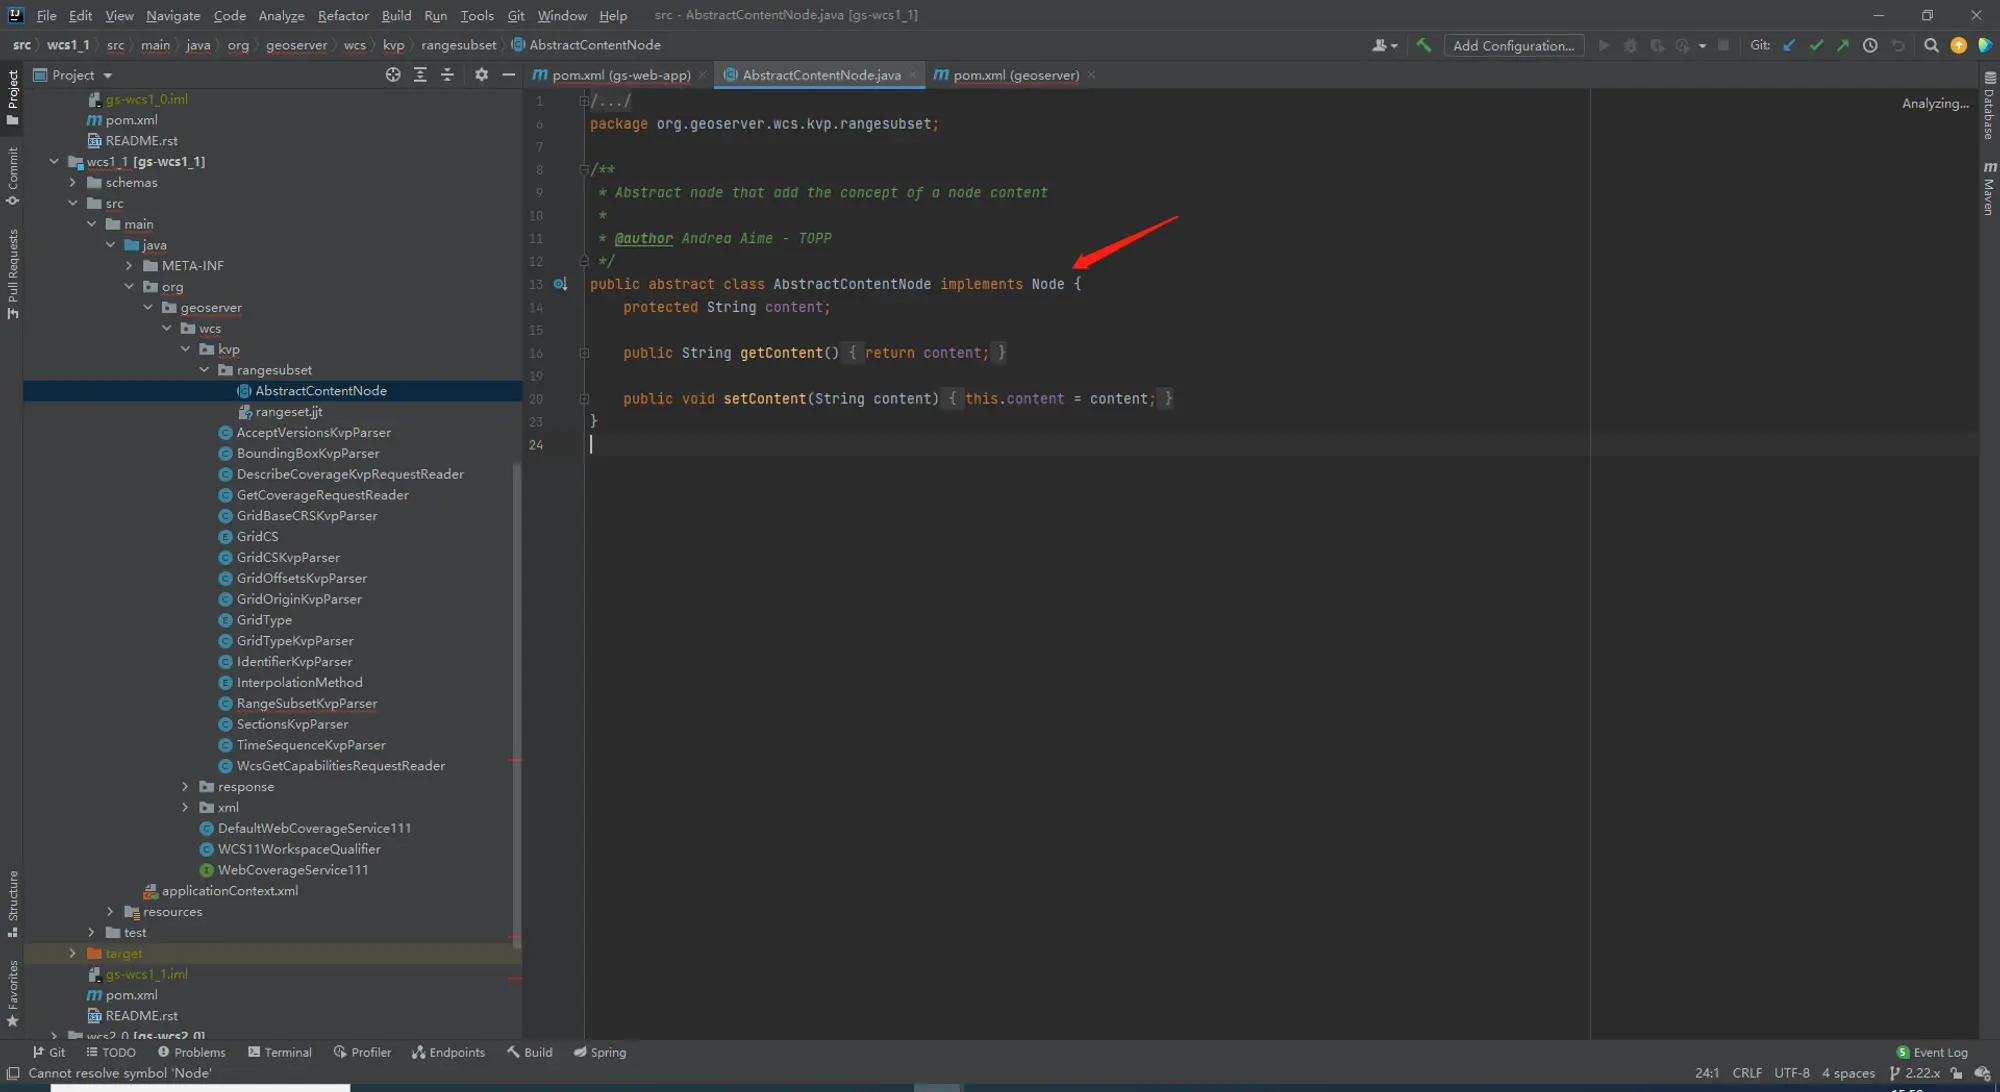 File Edit View Navigate Code Analyze Refactor Build Run Tools Git Window Help src - AbstractContentNode.java [gs-wcs1_1]
src wcs1_1 src main java org geoserver wcs kvp rangesubset AbstractContentNode Add Configuration... Git:
Project
Commit
Pull Requests
Structure
Favorites
Project
gs-wcs1_0.iml
pom.xml
README.rst
wcs1_1 [gs-wcs1_1]
schemas
src
main
java
META-INF
org
geoserver
wcs
kvp
rangesubset
AbstractContentNode
rangeset.jjt
AcceptVersionsKvpParser
BoundingBoxKvpParser
DescribeCoverageKvpRequestReader
GetCoverageRequestReader
GridBaseCRSKvpParser
GridCS
GridCSKvpParser
GridOffsetsKvpParser
GridOriginKvpParser
GridType
GridTypeKvpParser
IdentifierKvpParser
InterpolationMethod
RangeSubsetKvpParser
SectionsKvpParser
TimeSequenceKvpParser
WcsGetCapabilitiesRequestReader
response
xml
DefaultWebCoverageService111
WCS11WorkspaceQualifier
WebCoverageService111
applicationContext.xml
resources
test
target
gs-wcs1_1.iml
pom.xml
README.rst
wcs2_0 [gs-wcs2_0]
pom.xml (gs-web-app) AbstractContentNode.java pom.xml (geoserver)
Analyzing...
1 /.../
6 package org.geoserver.wcs.kvp.rangesubset;
7
8 /**
9 * Abstract node that add the concept of a node content
10 *
11 * @author Andrea Aime - TOPP
12 */
13 public abstract class AbstractContentNode implements Node {
14 protected String content;
15
16 public String getContent() { return content; }
19
20 public void setContent(String content) { this.content = content; }
23 }
24
Database
Maven
Git TODO Problems Terminal Profiler Endpoints Build Spring 5 Event Log
Cannot resolve symbol 'Node' 24:1 CRLF UTF-8 4 spaces 2.22.x